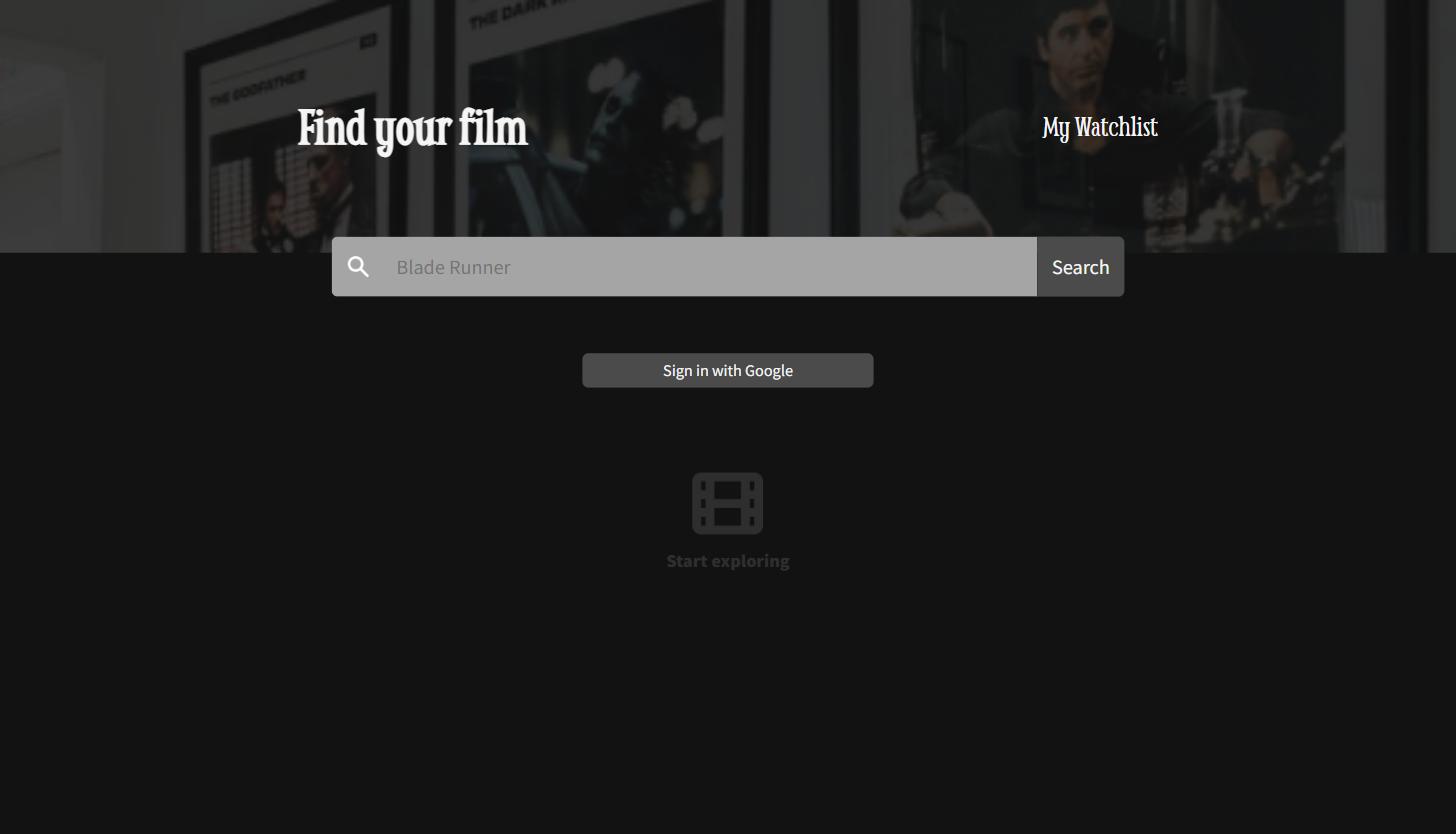 THE GODFATHER
THE DARK
Find your film
My Watchlist
Blade Runner
Search
Sign in with Google
Start exploring